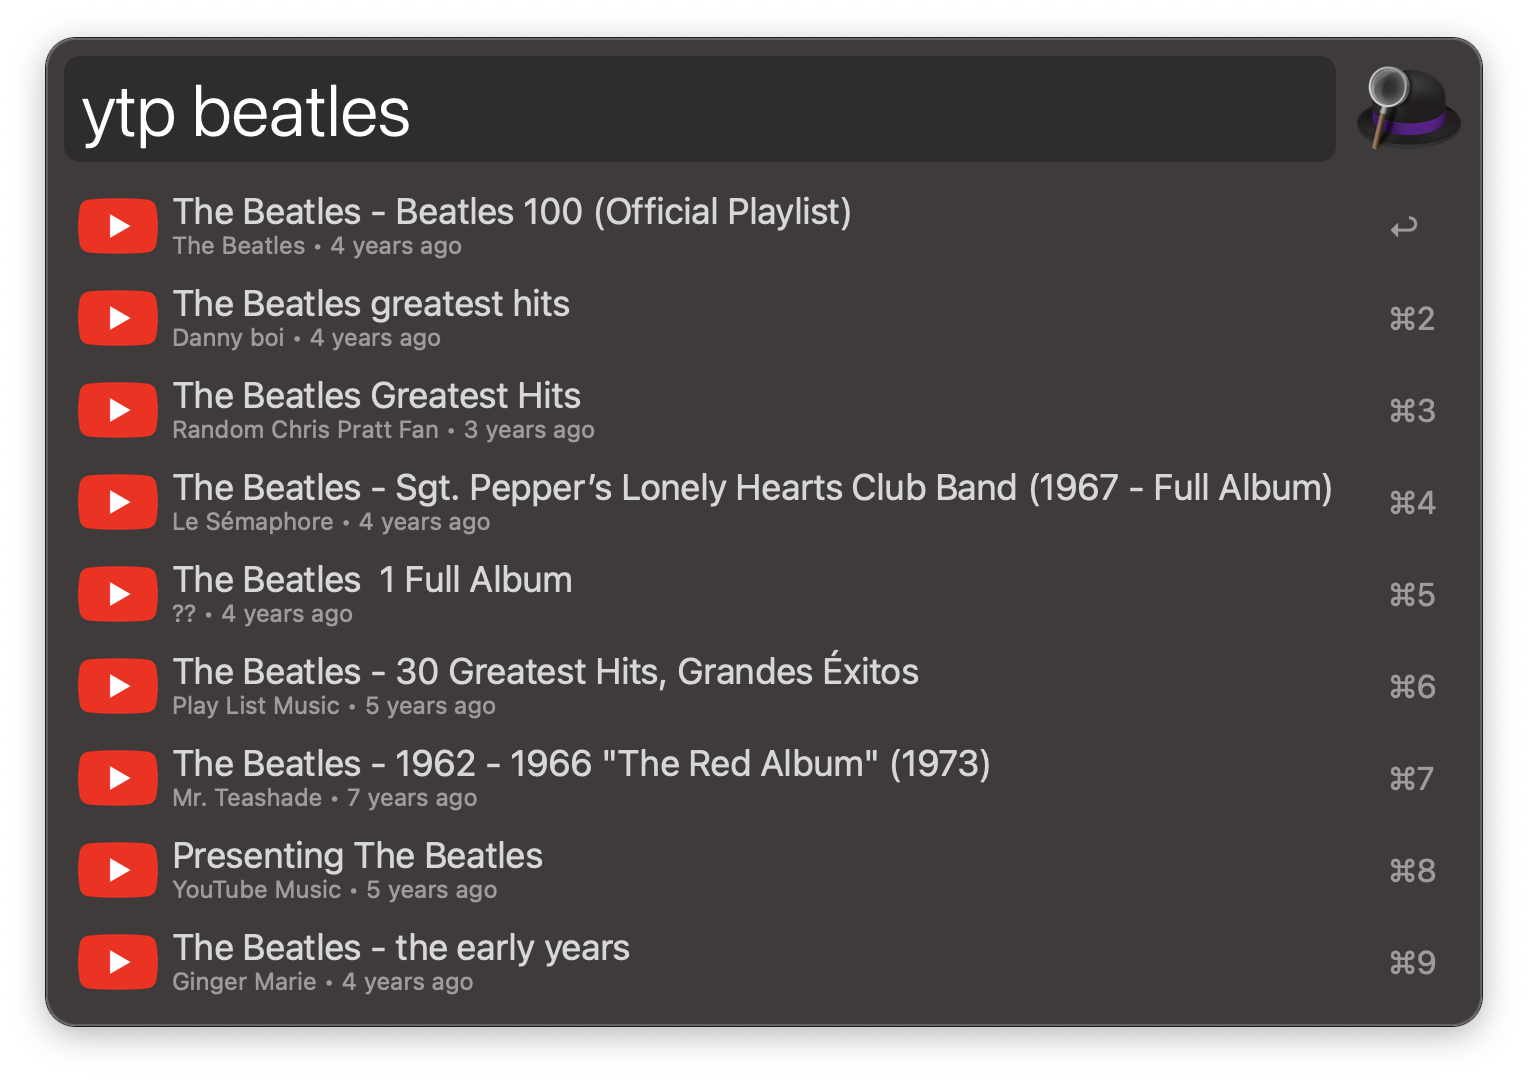 ytp beatles
The Beatles - Beatles 100 (Official Playlist)
The Beatles • 4 years ago
↩
The Beatles greatest hits
Danny boi • 4 years ago
⌘2
The Beatles Greatest Hits
Random Chris Pratt Fan • 3 years ago
⌘3
The Beatles - Sgt. Pepper’s Lonely Hearts Club Band (1967 - Full Album)
Le Sémaphore • 4 years ago
⌘4
The Beatles  1 Full Album
?? • 4 years ago
⌘5
The Beatles - 30 Greatest Hits, Grandes Éxitos
Play List Music • 5 years ago
⌘6
The Beatles - 1962 - 1966 "The Red Album" (1973)
Mr. Teashade • 7 years ago
⌘7
Presenting The Beatles
YouTube Music • 5 years ago
⌘8
The Beatles - the early years
Ginger Marie • 4 years ago
⌘9